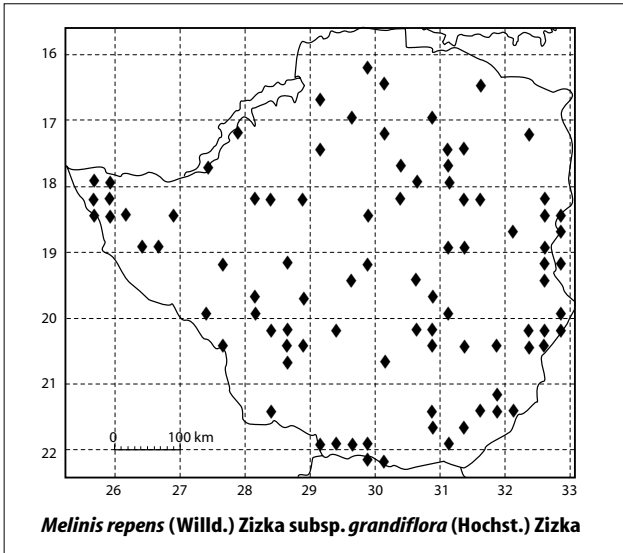 16
17
18
19
20
21
22
0 100 km
26 27 28 29 30 31 32 33
Melinis repens (Willd.) Zizka subsp. grandiflora (Hochst.) Zizka